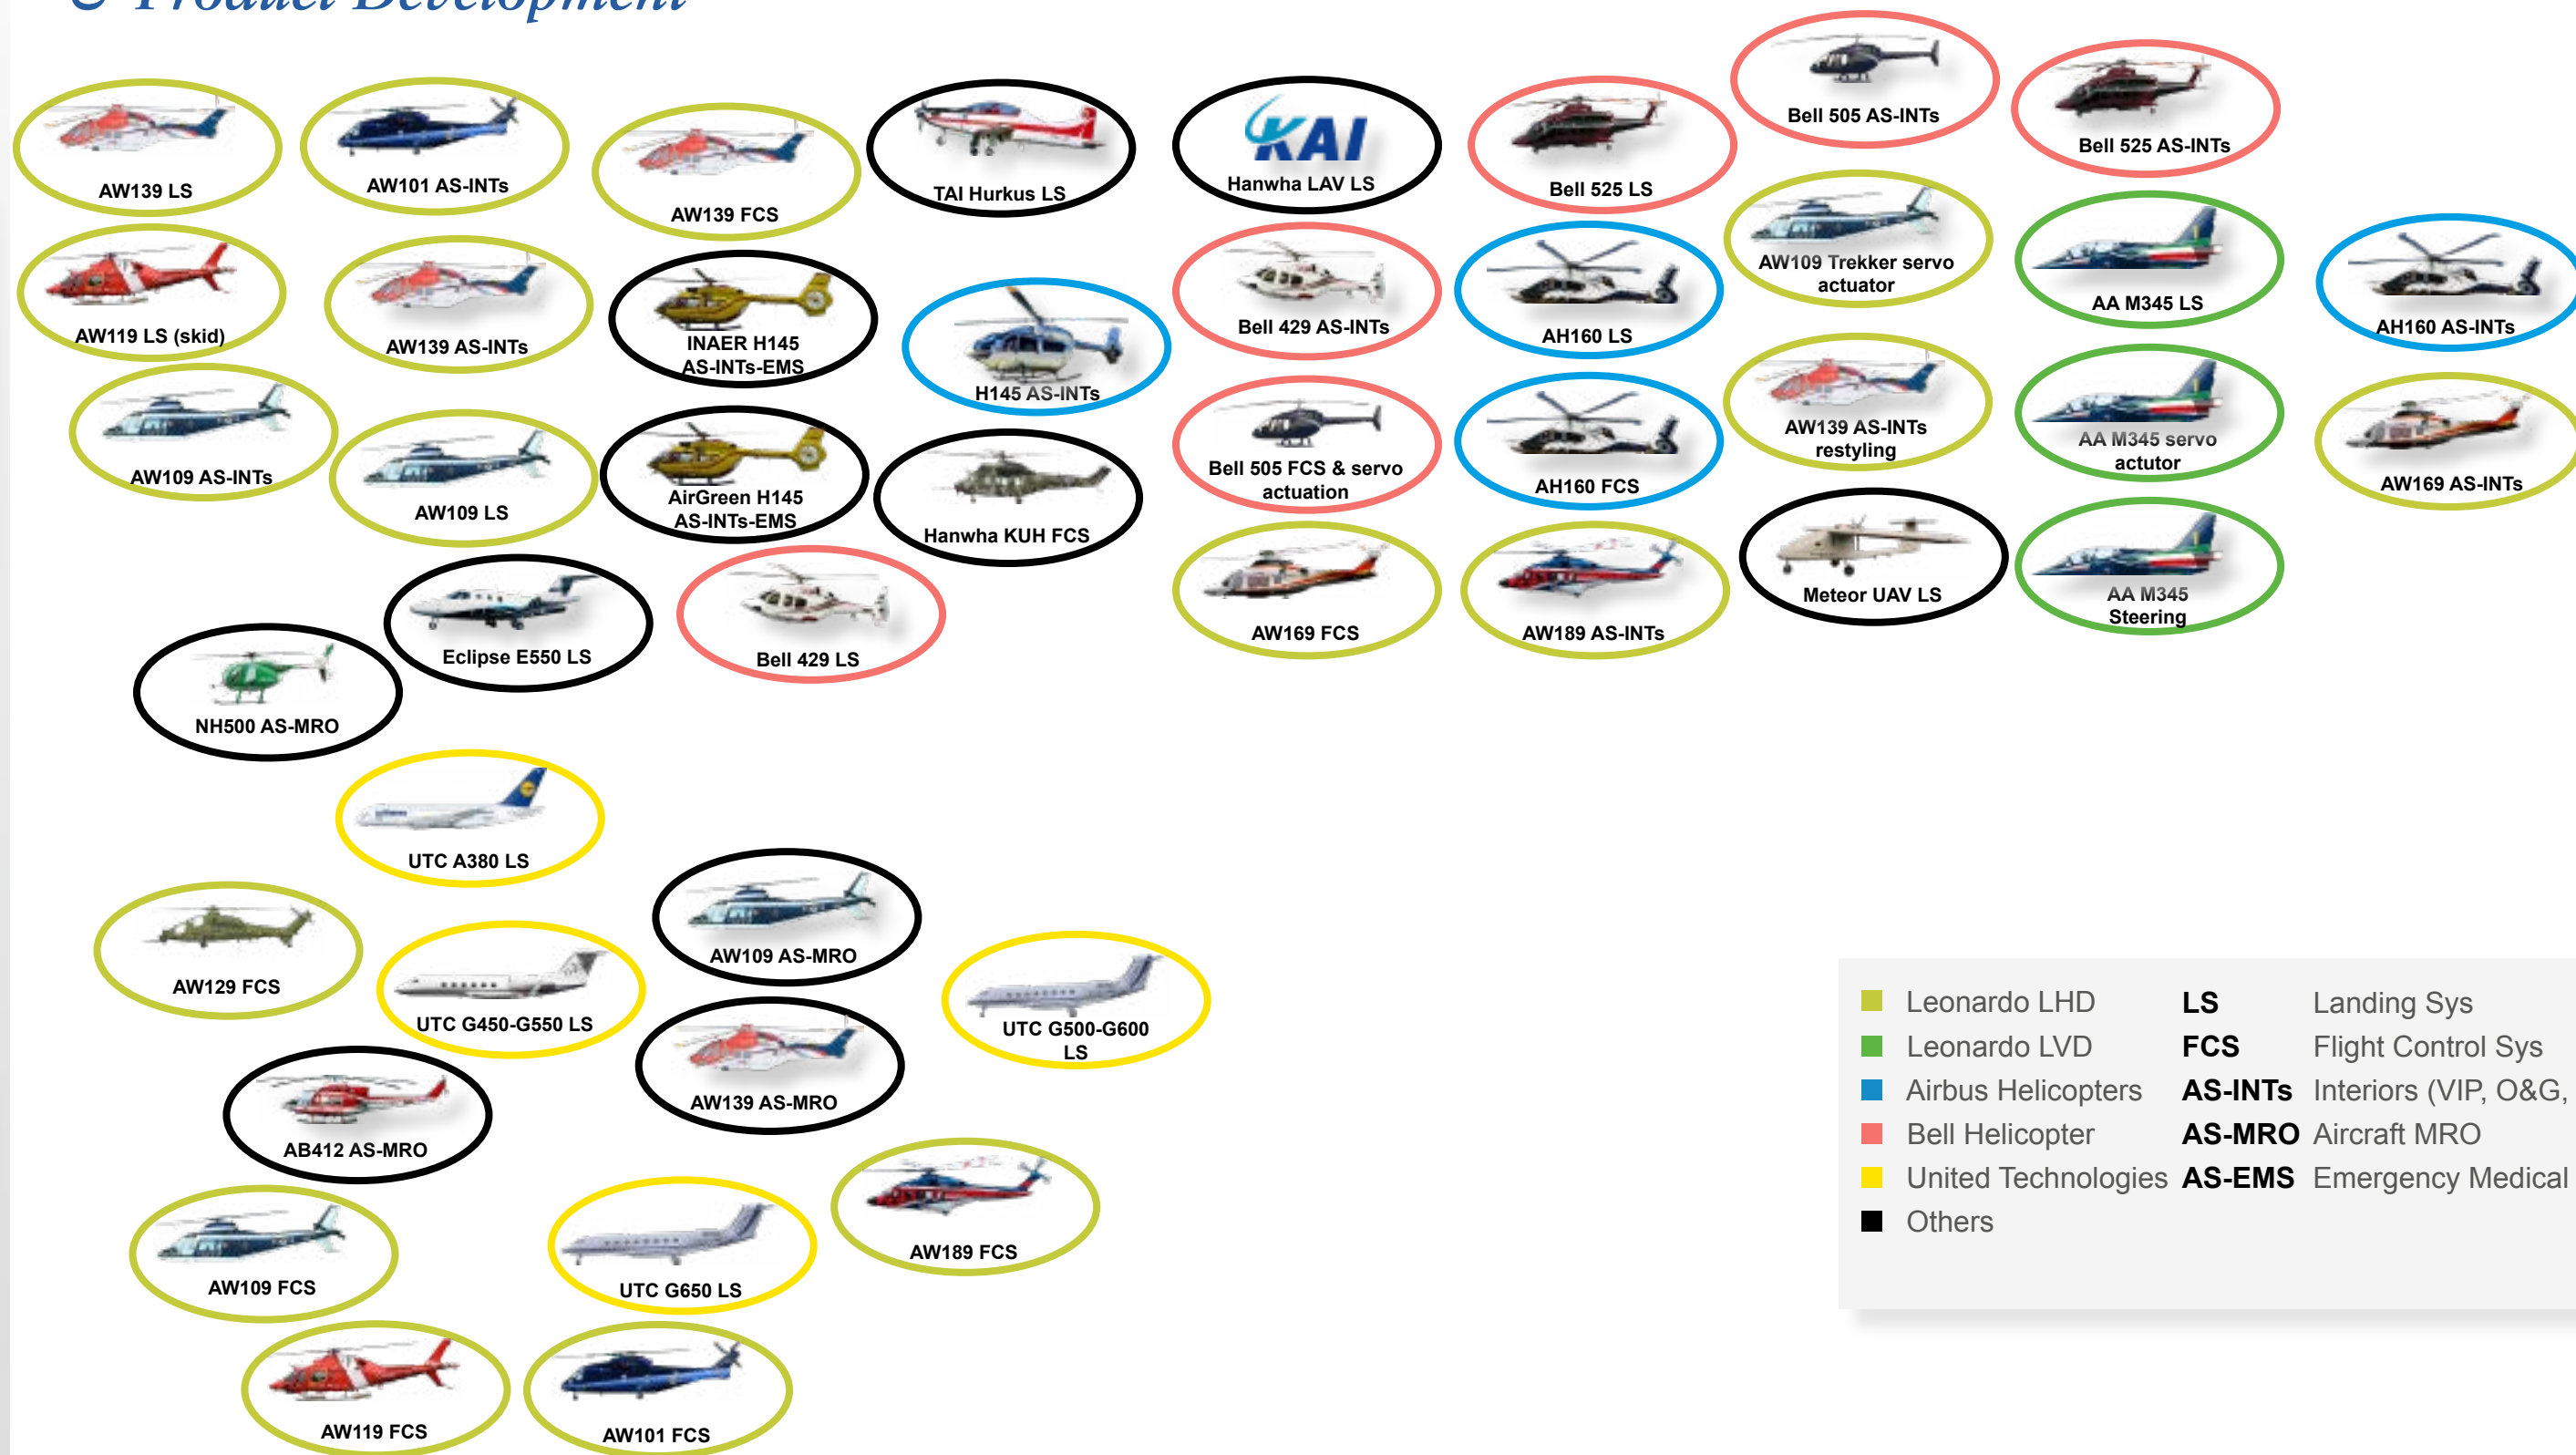 & Product Development
AW139 LS
AW101 AS-INTs
AW139 FCS
TAI Hurkus LS
KAI
Hanwha LAV LS
Bell 525 LS
Bell 505 AS-INTs
Bell 525 AS-INTs
AW119 LS (skid)
AW139 AS-INTs
INAER H145
AS-INTs-EMS
H145 AS-INTs
Bell 429 AS-INTs
AH160 LS
AW109 Trekker servo
actuator
AA M345 LS
AH160 AS-INTs
AW109 AS-INTs
AW109 LS
AirGreen H145
AS-INTs-EMS
Hanwha KUH FCS
Bell 505 FCS & servo
actuation
AH160 FCS
AW139 AS-INTs
restyling
AA M345 servo
actutor
AW169 AS-INTs
Eclipse E550 LS
Bell 429 LS
AW169 FCS
AW189 AS-INTs
Meteor UAV LS
AA M345
Steering
NH500 AS-MRO
UTC A380 LS
AW129 FCS
UTC G450-G550 LS
AW109 AS-MRO
UTC G500-G600
LS
AB412 AS-MRO
AW139 AS-MRO
AW109 FCS
UTC G650 LS
AW189 FCS
AW119 FCS
AW101 FCS
Leonardo LHD LS Landing Sys
Leonardo LVD FCS Flight Control Sys
Airbus Helicopters AS-INTs Interiors (VIP, O&G,
Bell Helicopter AS-MRO Aircraft MRO
United Technologies AS-EMS Emergency Medical
Others